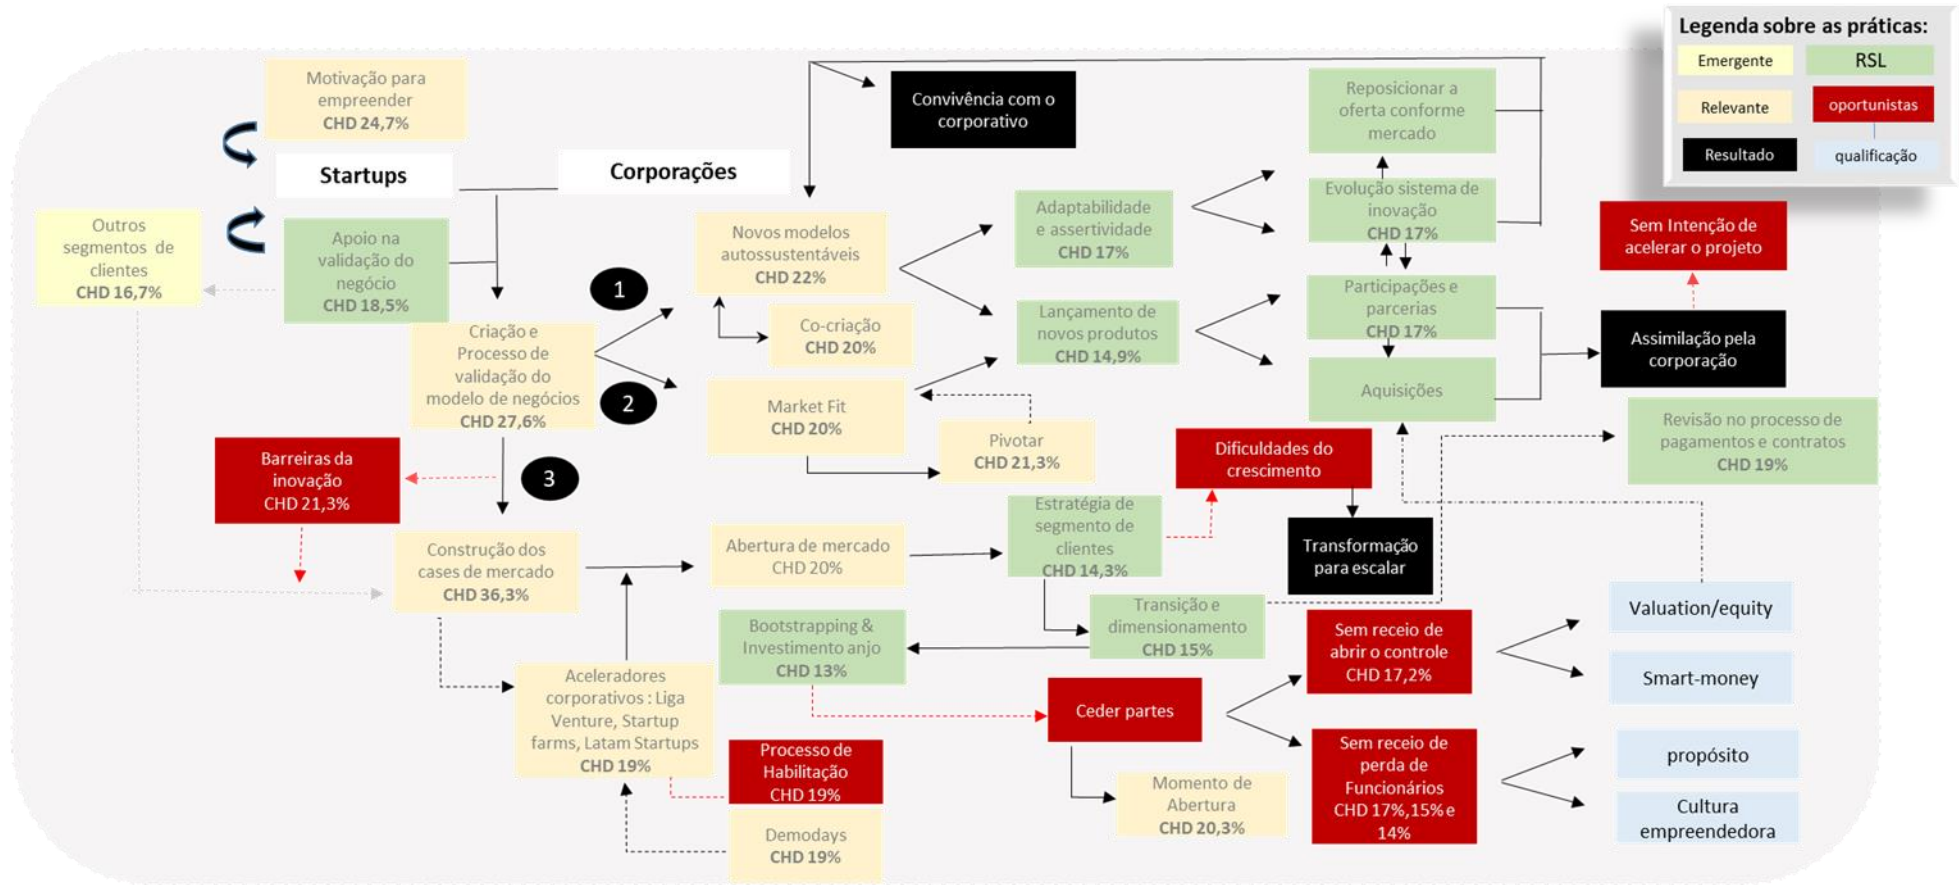 Legenda sobre as práticas:
Emergente
RSL
Relevante
oportunistas
Resultado
qualificação
Motivação para
empreender
CHD 24,7%
Startups
Corporações
Convivência com o
corporativo
Reposicionar a
oferta conforme
mercado
Outros
segmentos de
clientes
CHD 16,7%
Apoio na
validação do
negócio
CHD 18,5%
Novos modelos
autossustentáveis
CHD 22%
Adaptabilidade
e assertividade
CHD 17%
Evolução sistema de
inovação
CHD 17%
Sem Intenção de
acelerar o projeto
1
Co-criação
CHD 20%
Lançamento de
novos produtos
CHD 14,9%
Participações e
parcerias
CHD 17%
Assimilação pela
corporação
Criação e
Processo de
validação do
modelo de negócios
CHD 27,6%
2
Market Fit
CHD 20%
Aquisições
Pivotar
CHD 21,3%
Dificuldades do
crescimento
Revisão no processo de
pagamentos e contratos
CHD 19%
Barreiras da
inovação
CHD 21,3%
3
Construção dos
cases de mercado
CHD 36,3%
Abertura de mercado
CHD 20%
Estratégia de
segmento de
clientes
CHD 14,3%
Transformação
para escalar
Bootstrapping &
Investimento anjo
CHD 13%
Transição e
dimensionamento
CHD 15%
Sem receio de
abrir o controle
CHD 17,2%
Valuation/equity
Smart-money
Aceleradores
corporativos : Liga
Venture, Startup
farms, Latam Startups
CHD 19%
Ceder partes
Processo de
Habilitação
CHD 19%
Sem receio de
perda de
Funcionários
CHD 17%,15% e
14%
propósito
Momento de
Abertura
CHD 20,3%
Cultura
empreendedora
Demodays
CHD 19%